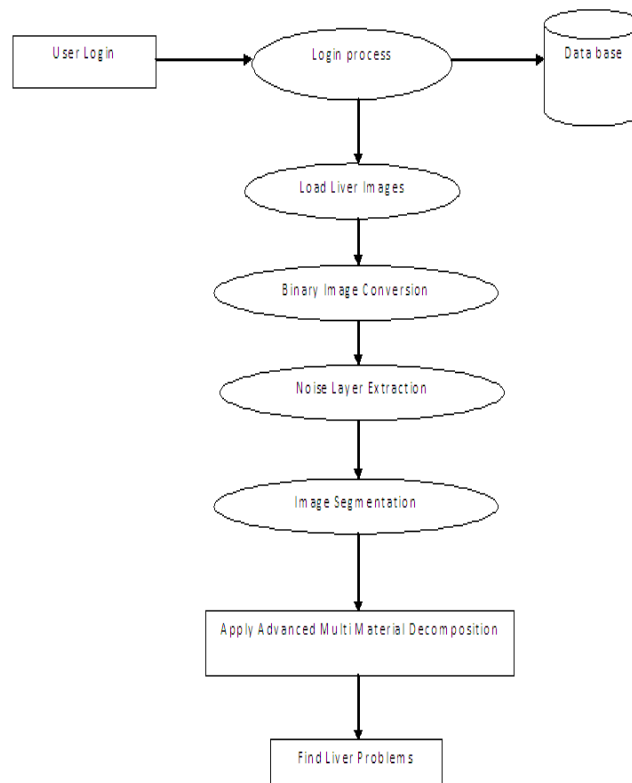 User Login
Login process
Data base
Load Liver Images
Binary Image Conversion
Noise Layer Extraction
Image Segmentation
Apply Advanced Multi Material Decomposition
Find Liver Problems